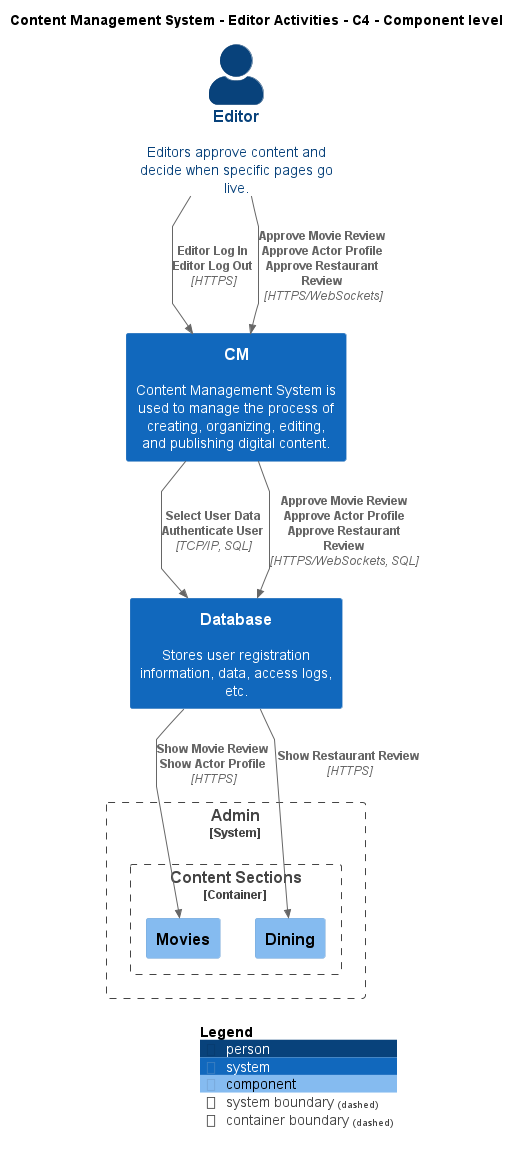 Content Management System - Editor Activities - C4 - Component level
Editor
Editors approve content and
decide when specific pages go
live.
Editor Log In
Editor Log Out
[HTTPS]
Approve Movie Review
Approve Actor Profile
Approve Restaurant
Review
[HTTPS/WebSockets]
CM
Content Management System is
used to manage the process of
creating, organizing, editing,
and publishing digital content.
Select User Data
Authenticate User
[TCP/IP, SQL]
Approve Movie Review
Approve Actor Profile
Approve Restaurant
Review
[HTTPS/WebSockets, SQL]
Database
Stores user registration
information, data, access logs,
etc.
Show Movie Review
Show Actor Profile
[HTTPS]
Show Restaurant Review
[HTTPS]
Admin
[System]
Content Sections
[Container]
Movies
Dining
Legend
person
system
component
system boundary (dashed)
container boundary (dashed)